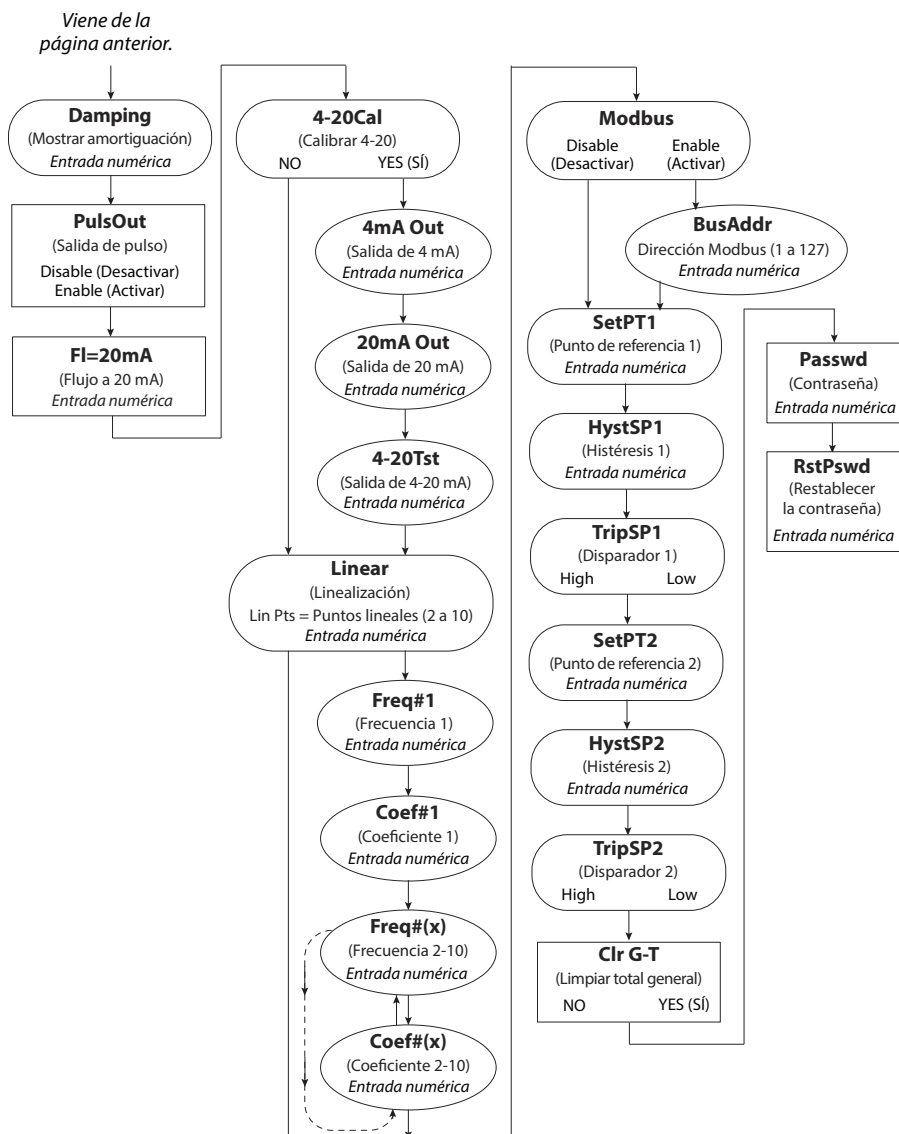 Viene de la
página anterior.
Damping
(Mostrar amortiguación)
Entrada numérica
PulsOut
(Salida de pulso)
Disable (Desactivar)
Enable (Activar)
Fl=20mA
(Flujo a 20 mA)
Entrada numérica
4-20Cal
(Calibrar 4-20)
NO YES (SÍ)
4mA Out
(Salida de 4 mA)
Entrada numérica
20mA Out
(Salida de 20 mA)
Entrada numérica
4-20Tst
(Salida de 4-20 mA)
Entrada numérica
Linear
(Linealización)
Lin Pts = Puntos lineales (2 a 10)
Entrada numérica
Freq#1
(Frecuencia 1)
Entrada numérica
Coef#1
(Coeficiente 1)
Entrada numérica
Freq#(x)
(Frecuencia 2-10)
Entrada numérica
Coef#(x)
(Coeficiente 2-10)
Entrada numérica
Modbus
Disable Enable
(Desactivar) (Activar)
BusAddr
Dirección Modbus (1 a 127)
Entrada numérica
SetPT1
(Punto de referencia 1)
Entrada numérica
HystSP1
(Histéresis 1)
Entrada numérica
TripSP1
(Disparador 1)
High Low
SetPT2
(Punto de referencia 2)
Entrada numérica
HystSP2
(Histéresis 2)
Entrada numérica
TripSP2
(Disparador 2)
High Low
Clr G-T
(Limpiar total general)
NO YES (SÍ)
Passwd
(Contraseña)
Entrada numérica
RstPswd
(Restablecer
la contraseña)
Entrada numérica